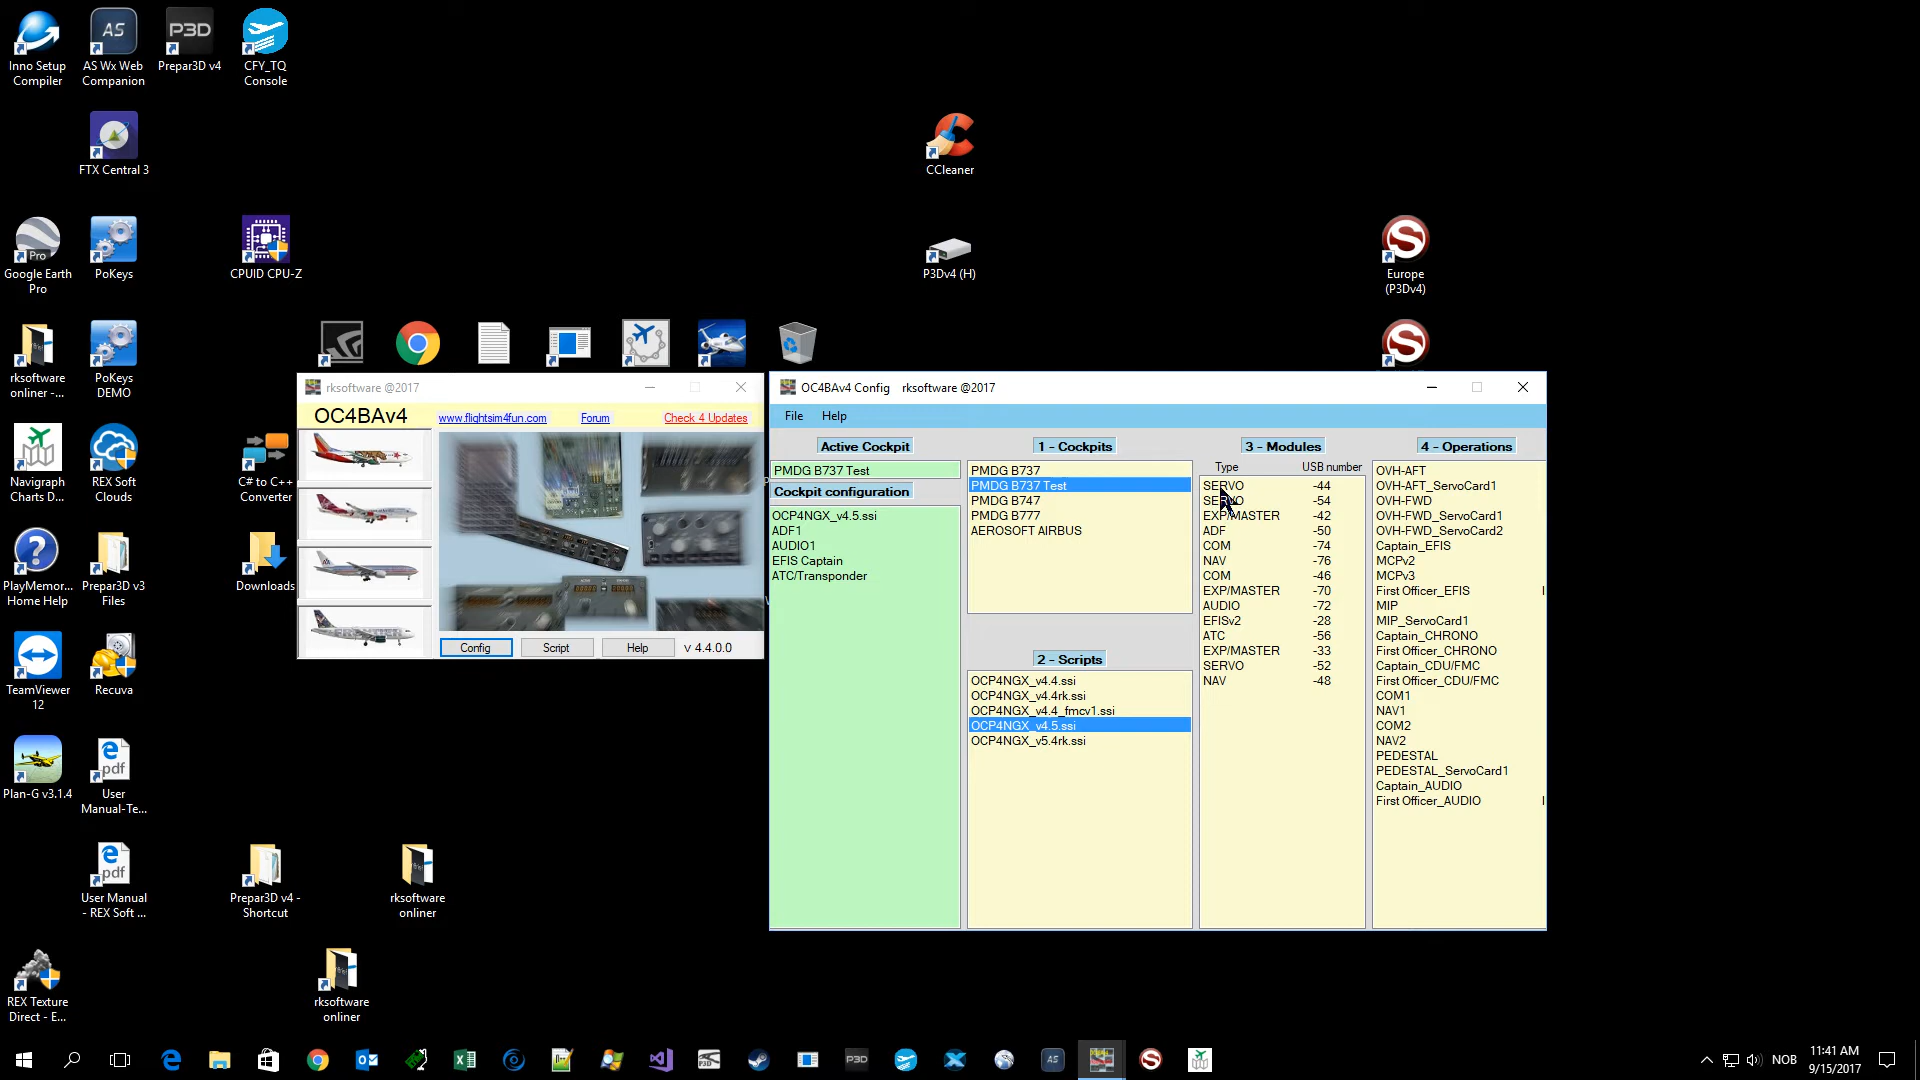 Inno Setup
Compiler
AS
AS Wx Web
Companion
P3D
Prepar3D v4
CFY_TQ
Console
FTX Central 3
CCleaner
Pro
Google Earth
Pro
PoKeys
CPUID CPU-Z
P3Dv4 (H)
Europe
(P3Dv4)
rksoftware
onliner -...
PoKeys
DEMO
Navigraph
Charts D...
REX Soft
Clouds
C# to C++
Converter
PlayMemor...
Home Help
Prepar3D v3
Files
Downloads
TeamViewer
12
Recuva
Plan-G v3.1.4
pdf
User
Manual-Te...
pdf
User Manual
- REX Soft ...
Prepar3D v4 -
Shortcut
rksoftware
onliner
REX Texture
Direct - E...
rksoftware
onliner
rksoftware @2017
OC4BAv4
www.flightsim4fun.com
Forum
Check 4 Updates
Config
Script
Help
v 4.4.0.0
OC4BAv4 Config rksoftware @2017
File
Help
Active Cockpit
PMDG B737 Test
Cockpit configuration
OCP4NGX_v4.5.ssi
ADF1
AUDIO1
EFIS Captain
ATC/Transponder
1 - Cockpits
PMDG B737
PMDG B737 Test
PMDG B747
PMDG B777
AEROSOFT AIRBUS
2 - Scripts
OCP4NGX_v4.4.ssi
OCP4NGX_v4.4rk.ssi
OCP4NGX_v4.4_fmcv1.ssi
OCP4NGX_v4.5.ssi
OCP4NGX_v5.4rk.ssi
3 - Modules
Type USB number
SERVO -44
SERVO -54
EXP/MASTER -42
ADF -50
COM -74
NAV -76
COM -46
EXP/MASTER -70
AUDIO -72
EFISv2 -28
ATC -56
EXP/MASTER -33
SERVO -52
NAV -48
4 - Operations
OVH-AFT
OVH-AFT_ServoCard1
OVH-FWD
OVH-FWD_ServoCard1
OVH-FWD_ServoCard2
Captain_EFIS
MCPv2
MCPv3
First Officer_EFIS
MIP
MIP_ServoCard1
Captain_CHRONO
First Officer_CHRONO
Captain_CDU/FMC
First Officer_CDU/FMC
COM1
NAV1
COM2
NAV2
PEDESTAL
PEDESTAL_ServoCard1
Captain_AUDIO
First Officer_AUDIO
P3D
AS
NOB
11:41 AM
9/15/2017